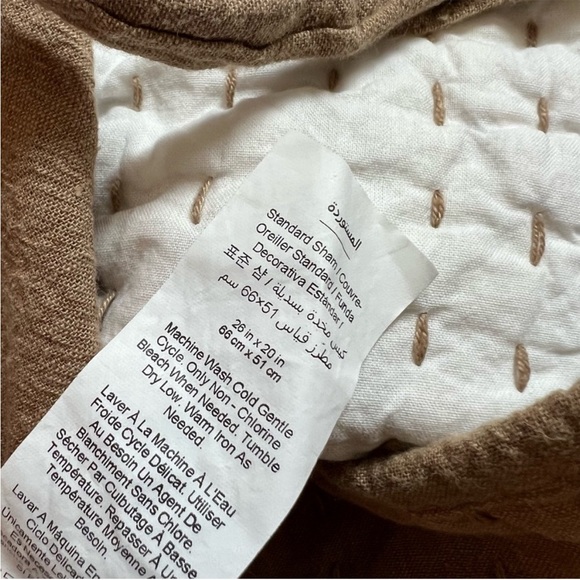 المستوردة
Standard Sham / Couvre-
Oreiller Standard / Funda
Decorativa Estándar /
표준 샴 / كيس مخدة بسدبلة
مطرز قياس 51×66 سم
26 in x 20 in
66 cm x 51 cm
Machine Wash Cold Gentle
Cycle. Only Non - Chlorine
Bleach When Needed. Tumble
Dry Low. Warm Iron As
Needed.
Laver À La Machine À L'Eau
Froide Cycle Délicat. Utiliser
Au Besoin Un Agent De
Blanchiment Sans Chlore.
Sécher Par Culbutage À Basse
Température. Repasser À
Température Moyenne Au
Besoin.
Lavar A Máquina En
Ciclo Delicado
Únicamente